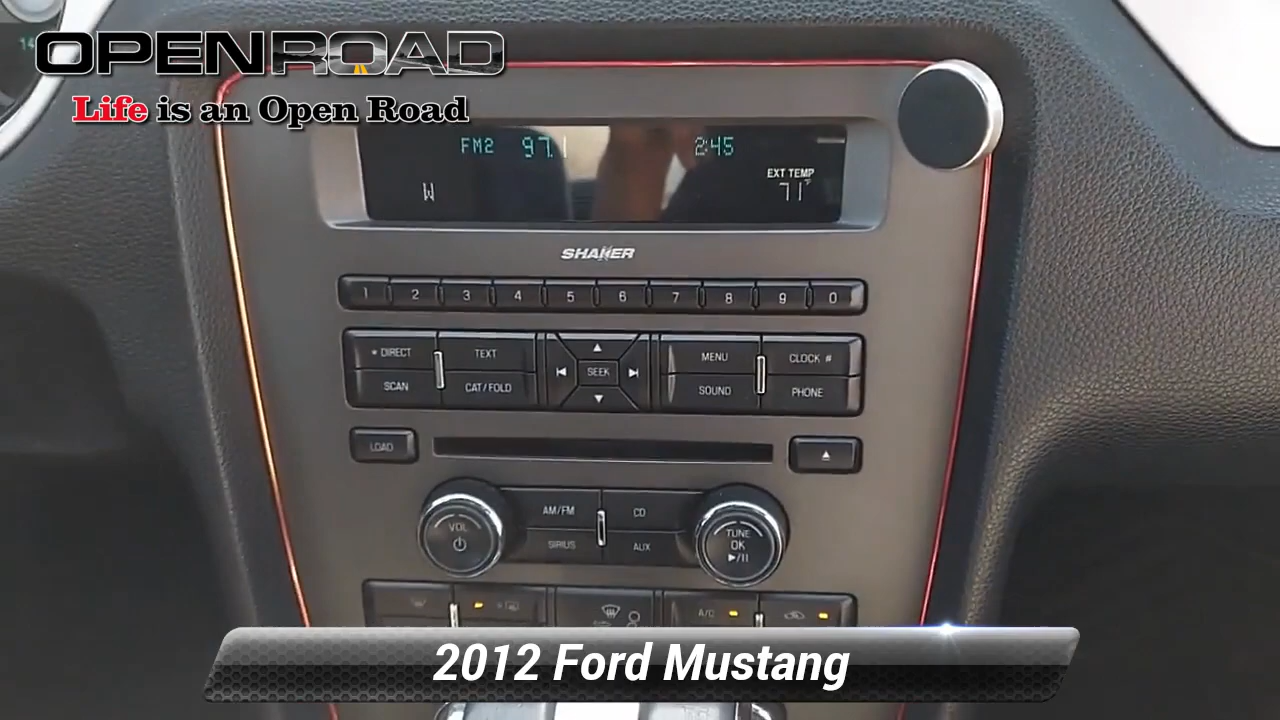 OPENROAD
Life is an Open Road
FM2 97.1 2:45
EXT TEMP
W 71°F
SHAKER
1 2 3 4 5 6 7 8 9 0
* DIRECT TEXT MENU CLOCK #
SEEK
SCAN CAT/FOLD SOUND PHONE
LOAD
AM/FM CD
VOL TUNE
OK
SIRIUS AUX
A/C
2012 Ford Mustang